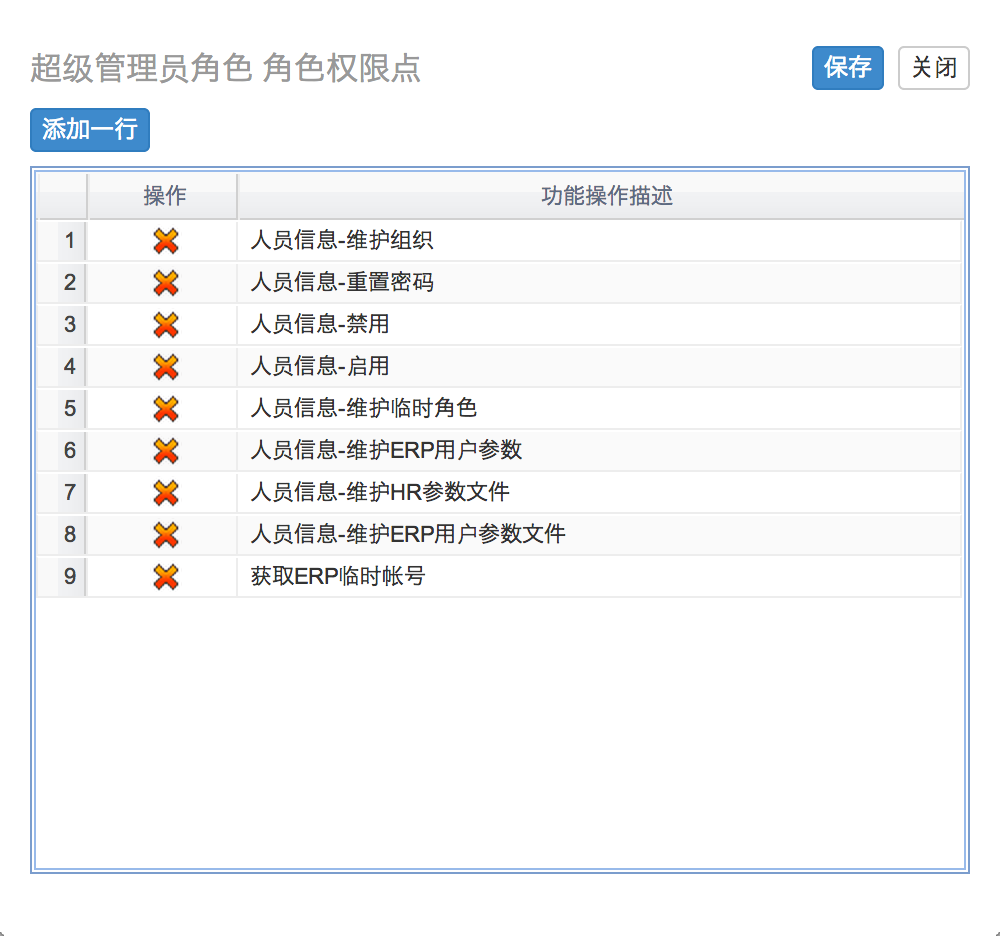 超级管理员角色 角色权限点
保存
关闭
添加一行
操作 功能操作描述
1 人员信息-维护组织
2 人员信息-重置密码
3 人员信息-禁用
4 人员信息-启用
5 人员信息-维护临时角色
6 人员信息-维护ERP用户参数
7 人员信息-维护HR参数文件
8 人员信息-维护ERP用户参数文件
9 获取ERP临时帐号